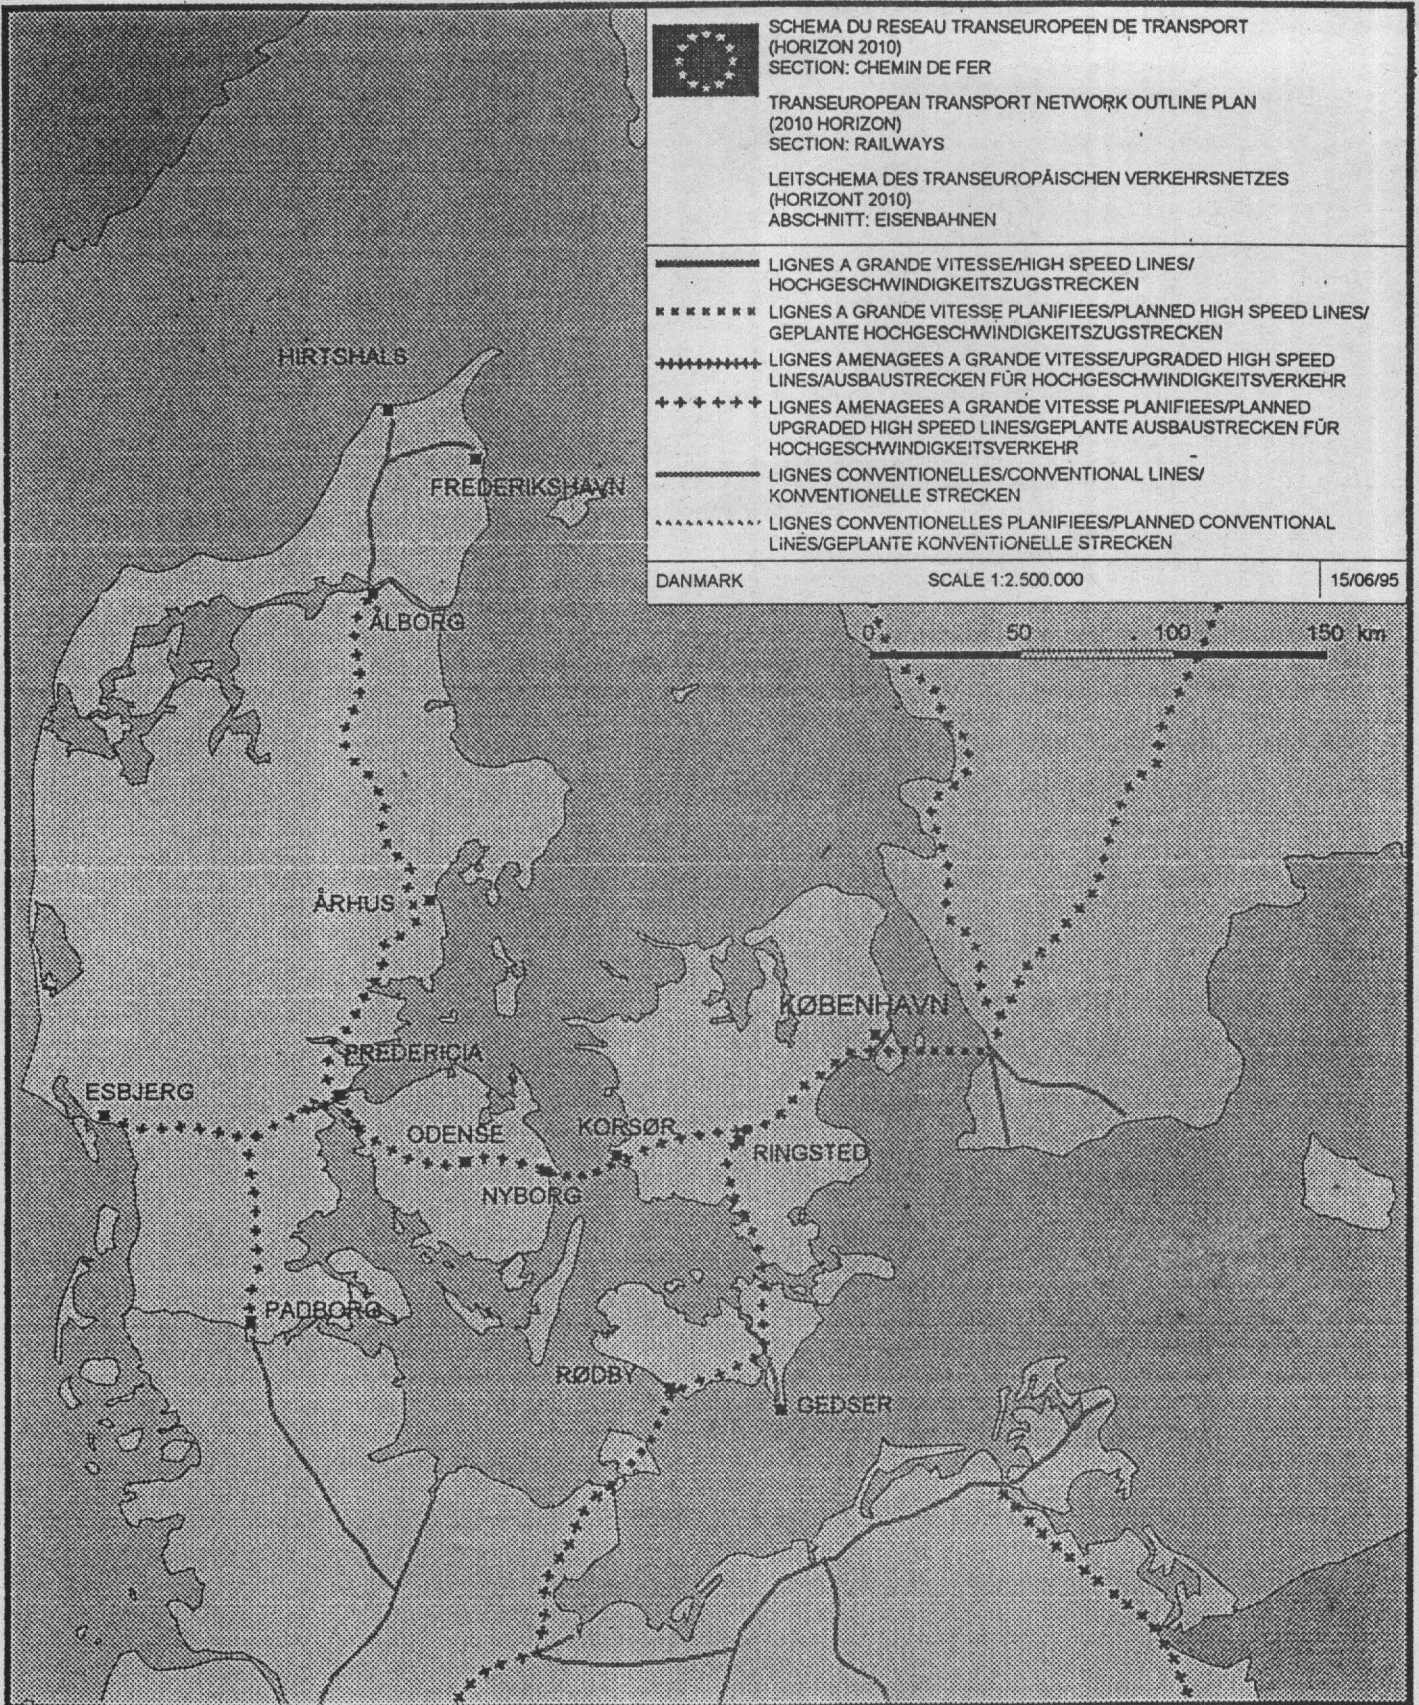 SCHEMA DU RESEAU TRANSEUROPEEN DE TRANSPORT
(HORIZON 2010)
SECTION: CHEMIN DE FER
TRANSEUROPEAN TRANSPORT NETWORK OUTLINE PLAN
(2010 HORIZON)
SECTION: RAILWAYS
LEITSCHEMA DES TRANSEUROPÄISCHEN VERKEHRSNETZES
(HORIZONT 2010)
ABSCHNITT: EISENBAHNEN
LIGNES A GRANDE VITESSE/HIGH SPEED LINES/
HOCHGESCHWINDIGKEITSZUGSTRECKEN
LIGNES A GRANDE VITESSE PLANIFIEES/PLANNED HIGH SPEED LINES/
GEPLANTE HOCHGESCHWINDIGKEITSZUGSTRECKEN
LIGNES AMENAGEES A GRANDE VITESSE/UPGRADED HIGH SPEED
LINES/AUSBAUSTRECKEN FÜR HOCHGESCHWINDIGKEITSVERKEHR
LIGNES AMENAGEES A GRANDE VITESSE PLANIFIEES/PLANNED
UPGRADED HIGH SPEED LINES/GEPLANTE AUSBAUSTRECKEN FÜR
HOCHGESCHWINDIGKEITSVERKEHR
LIGNES CONVENTIONELLES/CONVENTIONAL LINES/
KONVENTIONELLE STRECKEN
LIGNES CONVENTIONELLES PLANIFIEES/PLANNED CONVENTIONAL
LINES/GEPLANTE KONVENTIONELLE STRECKEN
DANMARK SCALE 1:2.500.000 15/06/95
0 50 100 150 km
HIRTSHALS
FREDERIKSHAVN
ÅLBORG
ÅRHUS
KØBENHAVN
FREDERICIA
ESBJERG
ODENSE
KORSØR
RINGSTED
NYBORG
PADBORG
RØDBY
GEDSER